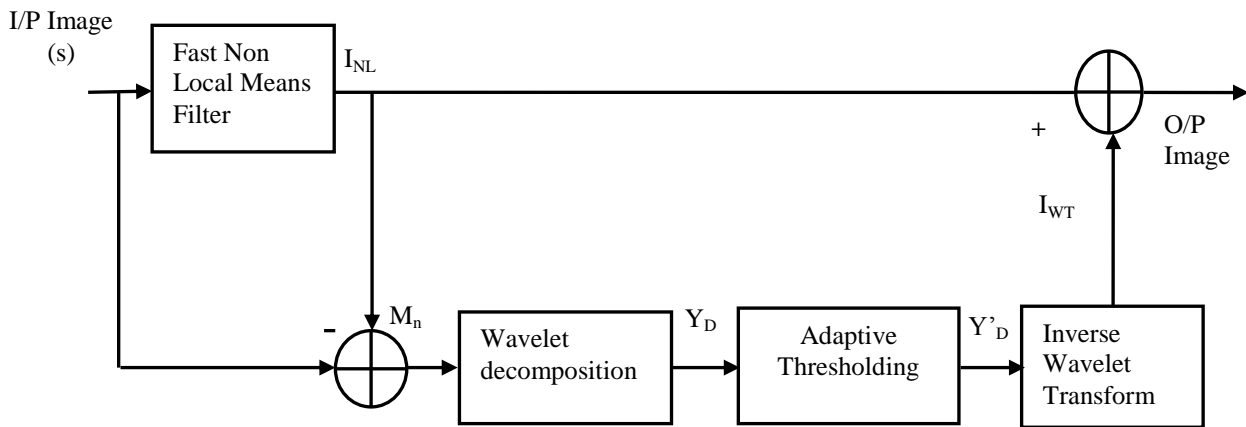 I/P Image
(s)
Fast Non
Local Means
Filter
I_NL
+
O/P
Image
I_WT
-
M_n
Wavelet
decomposition
Y_D
Adaptive
Thresholding
Y’_D
Inverse
Wavelet
Transform